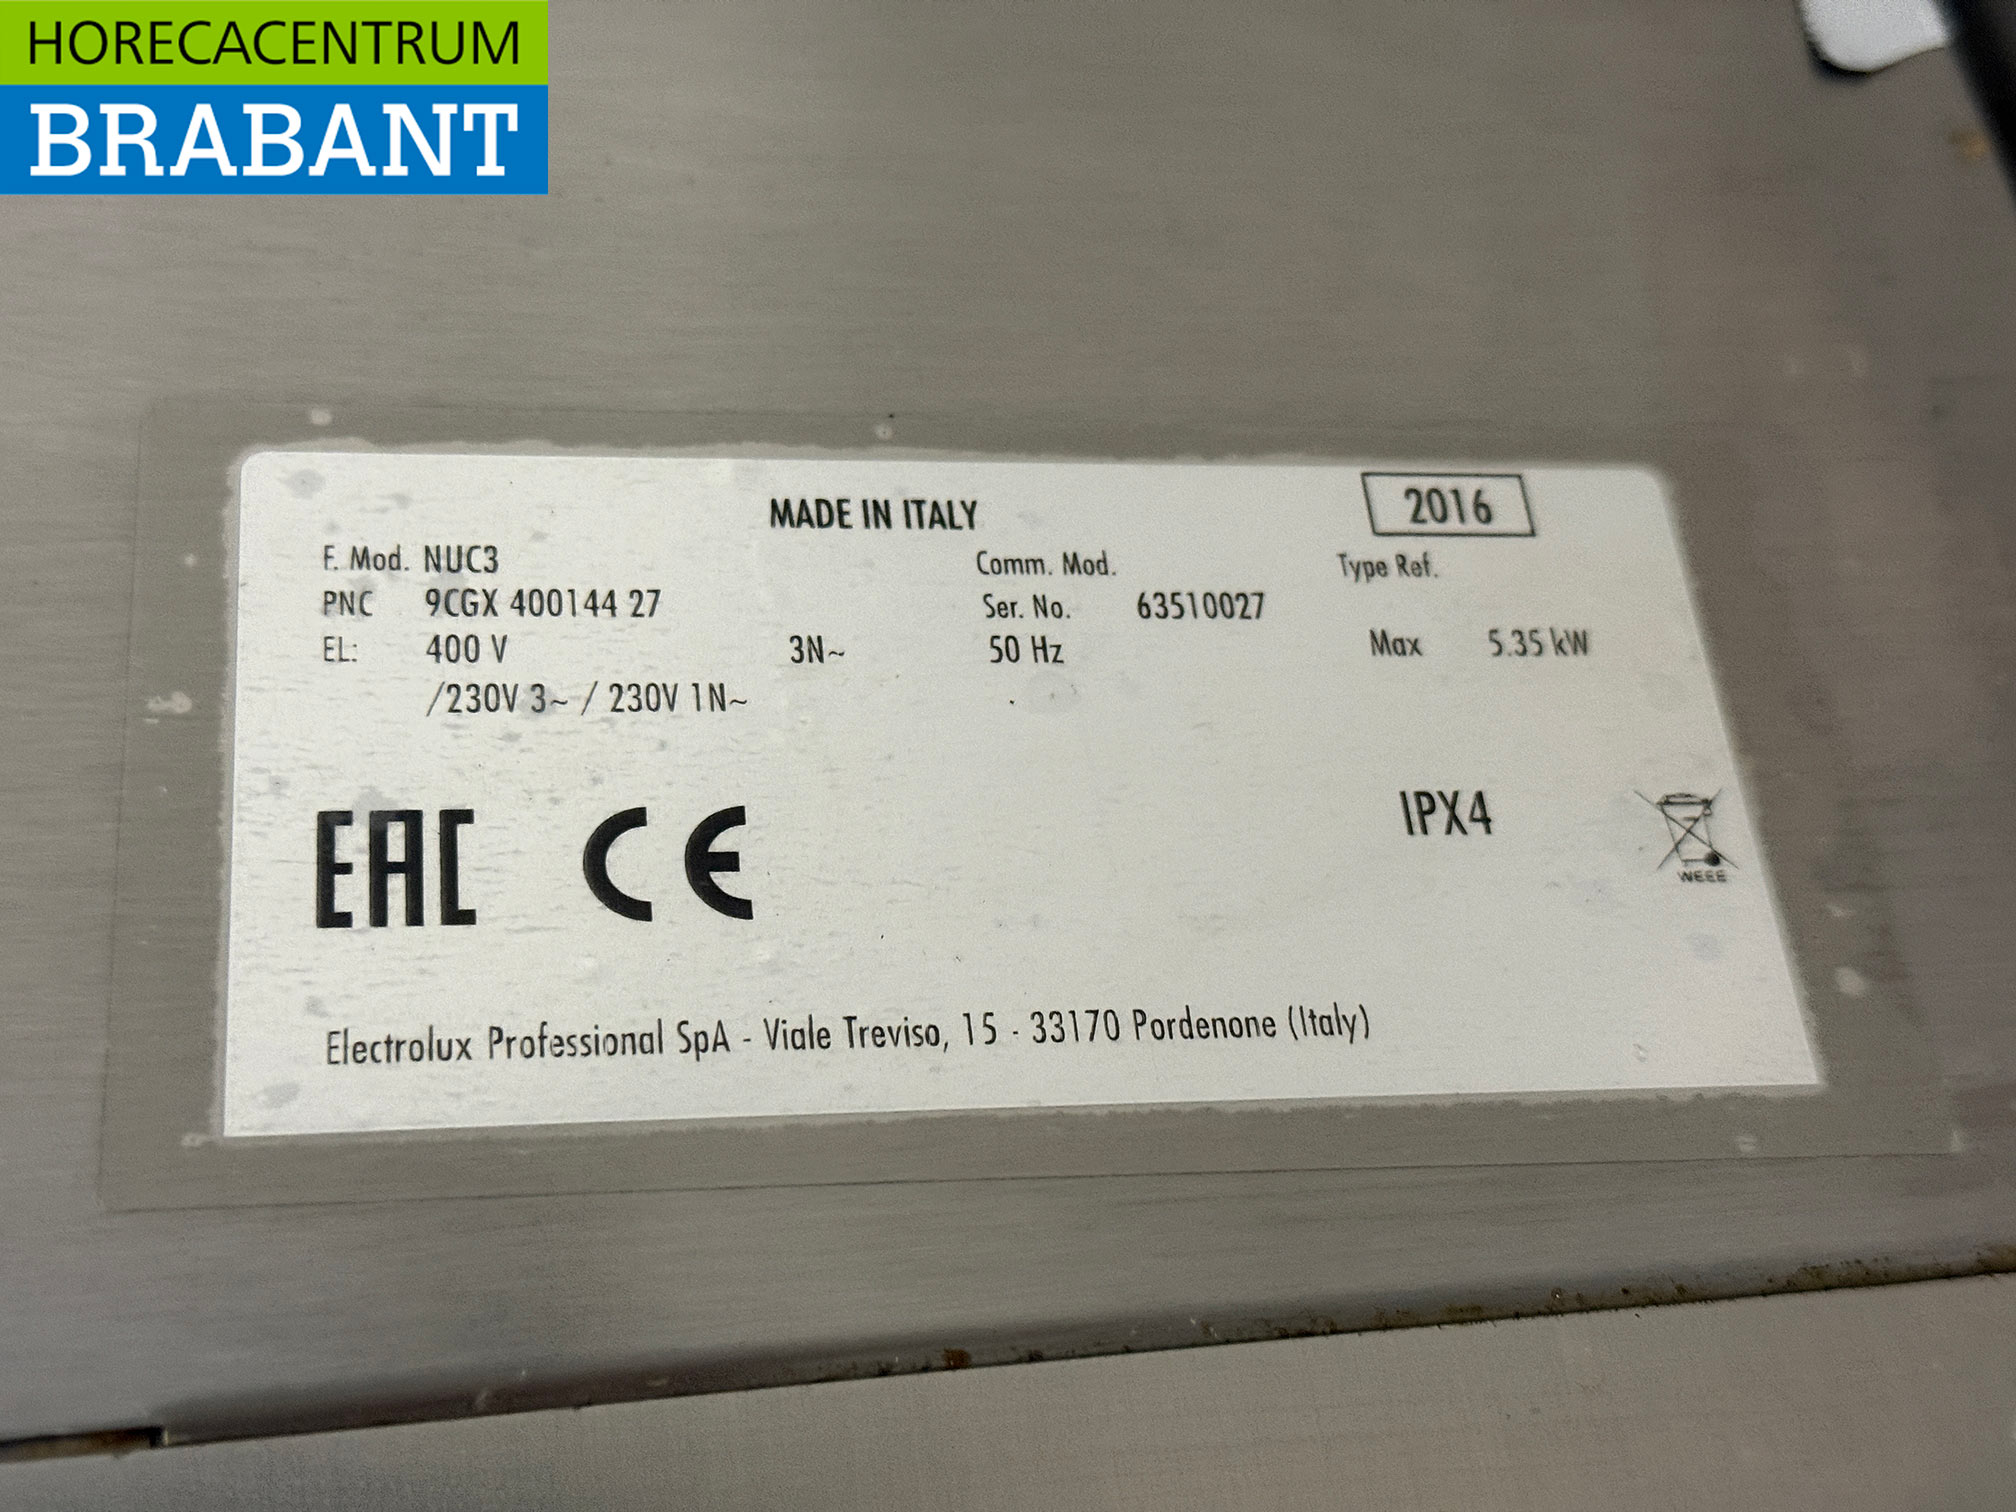 HORECACENTRUM
BRABANT
MADE IN ITALY
2016
F. Mod. NUC3 Comm. Mod. Type Ref.
PNC 9CGX 400144 27 Ser. No. 63510027
EL: 400 V 3N~ 50 Hz Max 5.35 kW
/230V 3~ / 230V 1N~
EAC CE IPX4
WEEE
Electrolux Professional SpA - Viale Treviso, 15 - 33170 Pordenone (Italy)